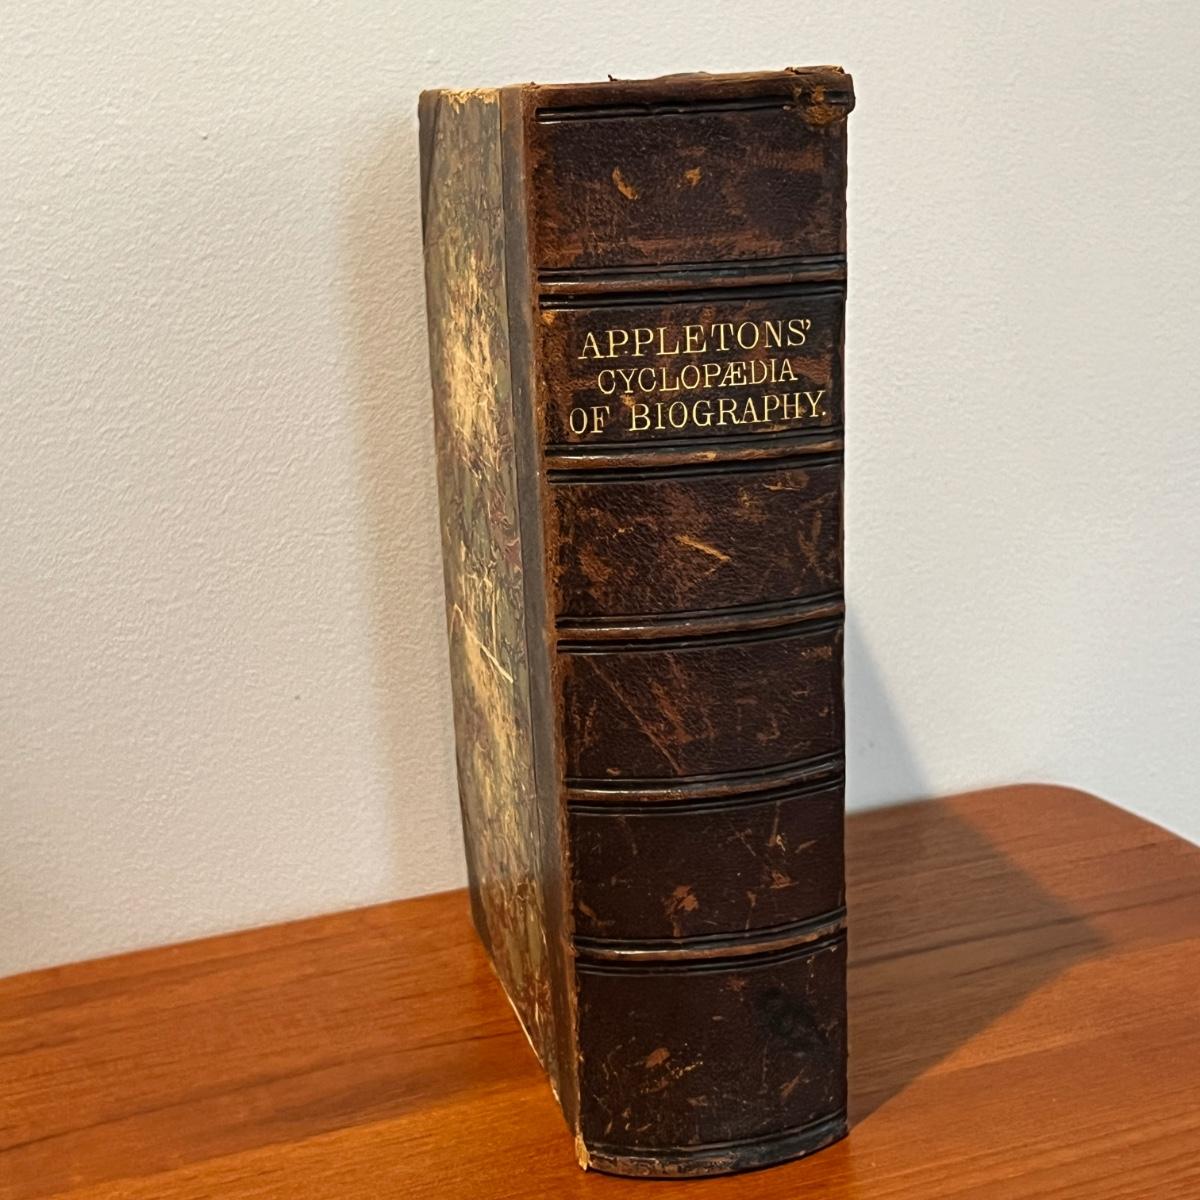 APPLETONS'
CYCLOPÆDIA
OF BIOGRAPHY.